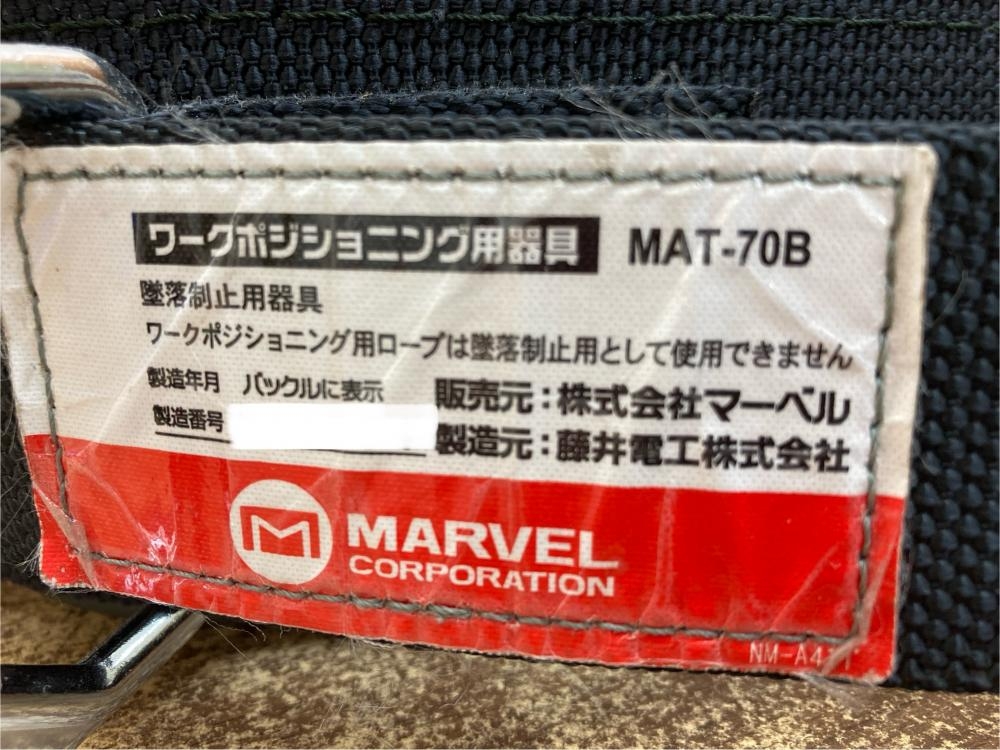 ワークポジショニング用器具 MAT-70B
墜落制止用器具
ワークポジショニング用ロープは墜落制止用として使用できません
製造年月 バックルに表示 販売元：株式会社マーベル
製造番号 製造元：藤井電工株式会社
M MARVEL
CORPORATION